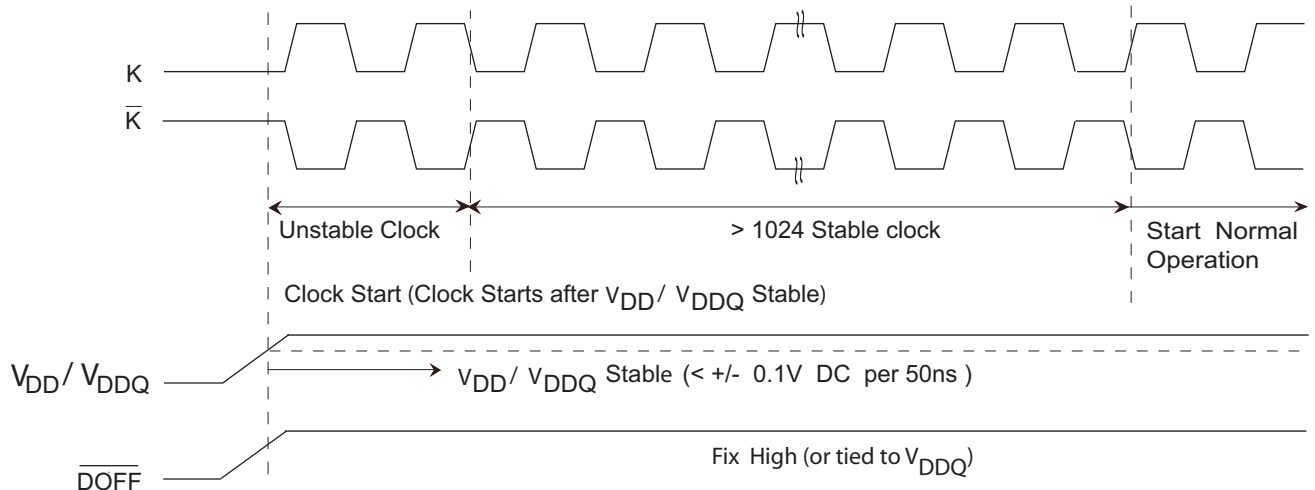 K
K̅
Unstable Clock
> 1024 Stable clock
Start Normal
Operation
Clock Start (Clock Starts after VDD/ VDDQ Stable)
VDD/ VDDQ
VDD/ VDDQ Stable (< +/- 0.1V DC per 50ns )
Fix High (or tied to VDDQ)
D̅O̅F̅F̅